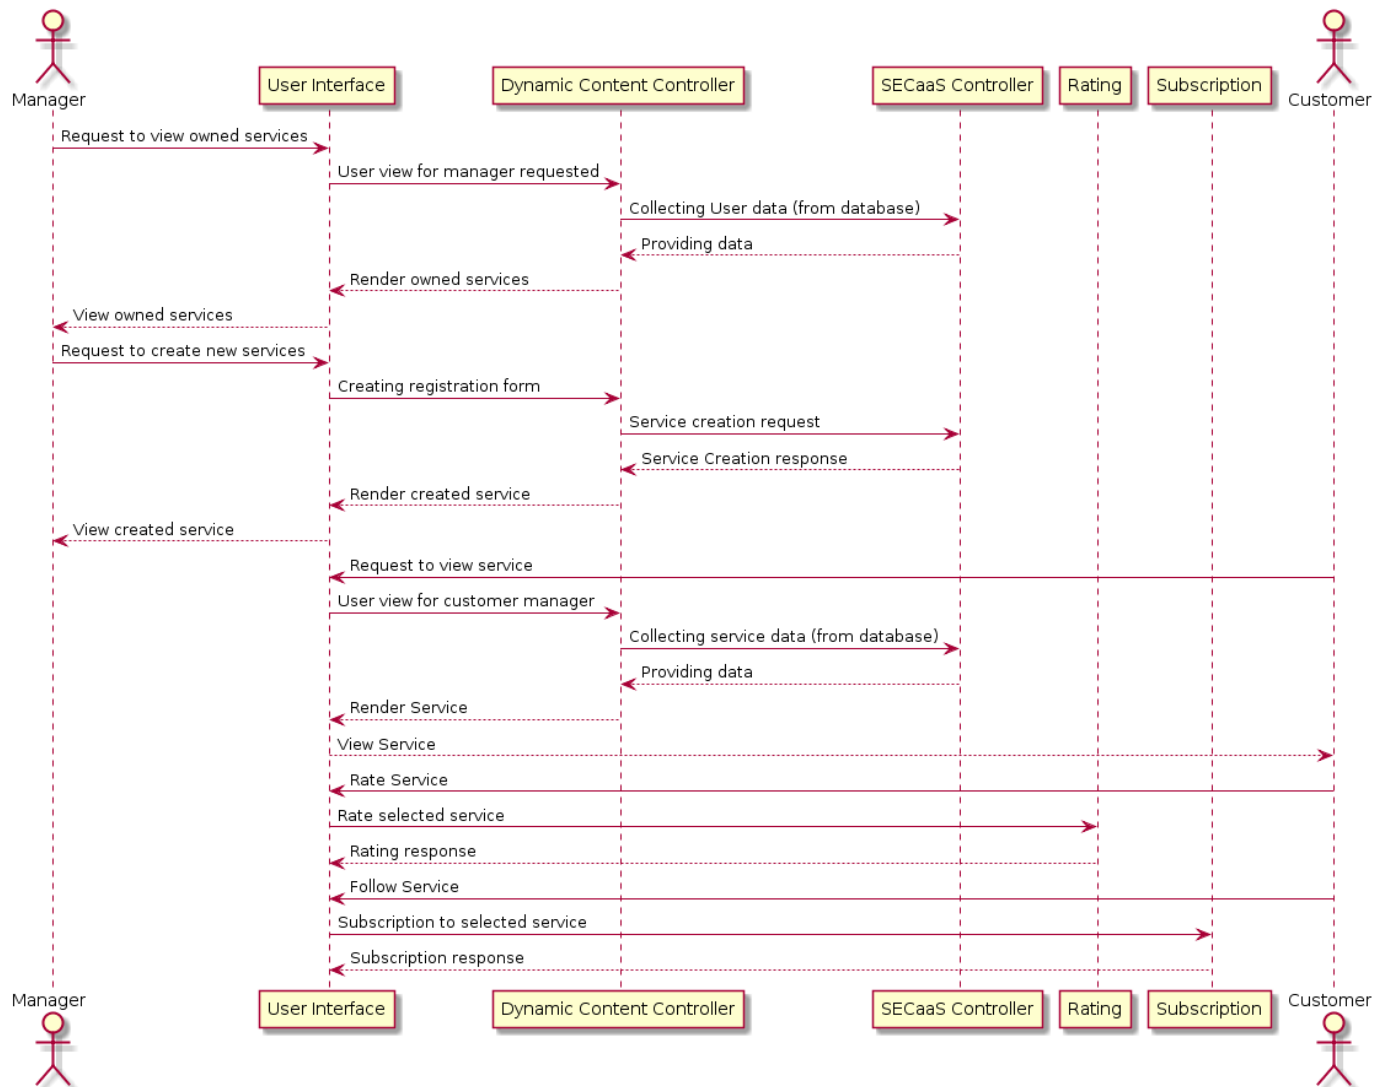 Manager
User Interface
Dynamic Content Controller
SECaaS Controller
Rating
Subscription
Customer
Request to view owned services
User view for manager requested
Collecting User data (from database)
Providing data
Render owned services
View owned services
Request to create new services
Creating registration form
Service creation request
Service Creation response
Render created service
View created service
Request to view service
User view for customer manager
Collecting service data (from database)
Providing data
Render Service
View Service
Rate Service
Rate selected service
Rating response
Follow Service
Subscription to selected service
Subscription response
Manager
User Interface
Dynamic Content Controller
SECaaS Controller
Rating
Subscription
Customer